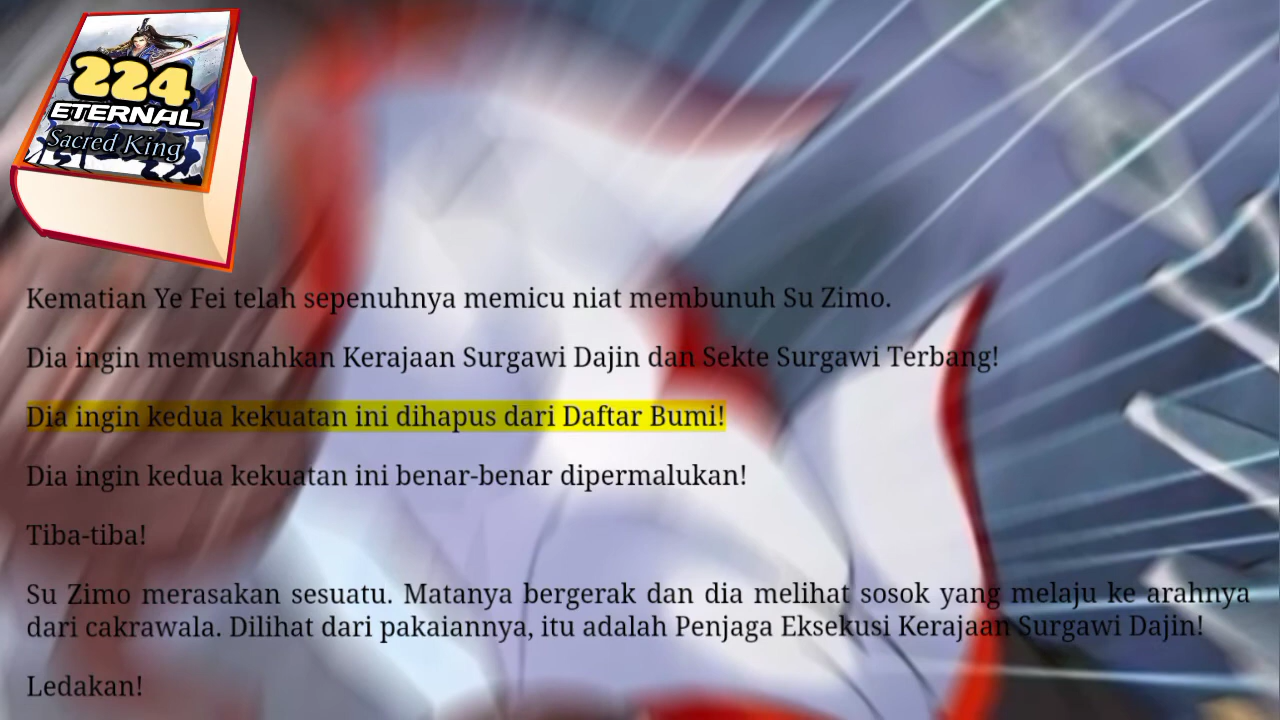 224
ETERNAL
Sacred King
Kematian Ye Fei telah sepenuhnya memicu niat membunuh Su Zimo.
Dia ingin memusnahkan Kerajaan Surgawi Dajin dan Sekte Surgawi Terbang!
Dia ingin kedua kekuatan ini dihapus dari Daftar Bumi!
Dia ingin kedua kekuatan ini benar-benar dipermalukan!
Tiba-tiba!
Su Zimo merasakan sesuatu. Matanya bergerak dan dia melihat sosok yang melaju ke arahnya
dari cakrawala. Dilihat dari pakaiannya, itu adalah Penjaga Eksekusi Kerajaan Surgawi Dajin!
Ledakan!